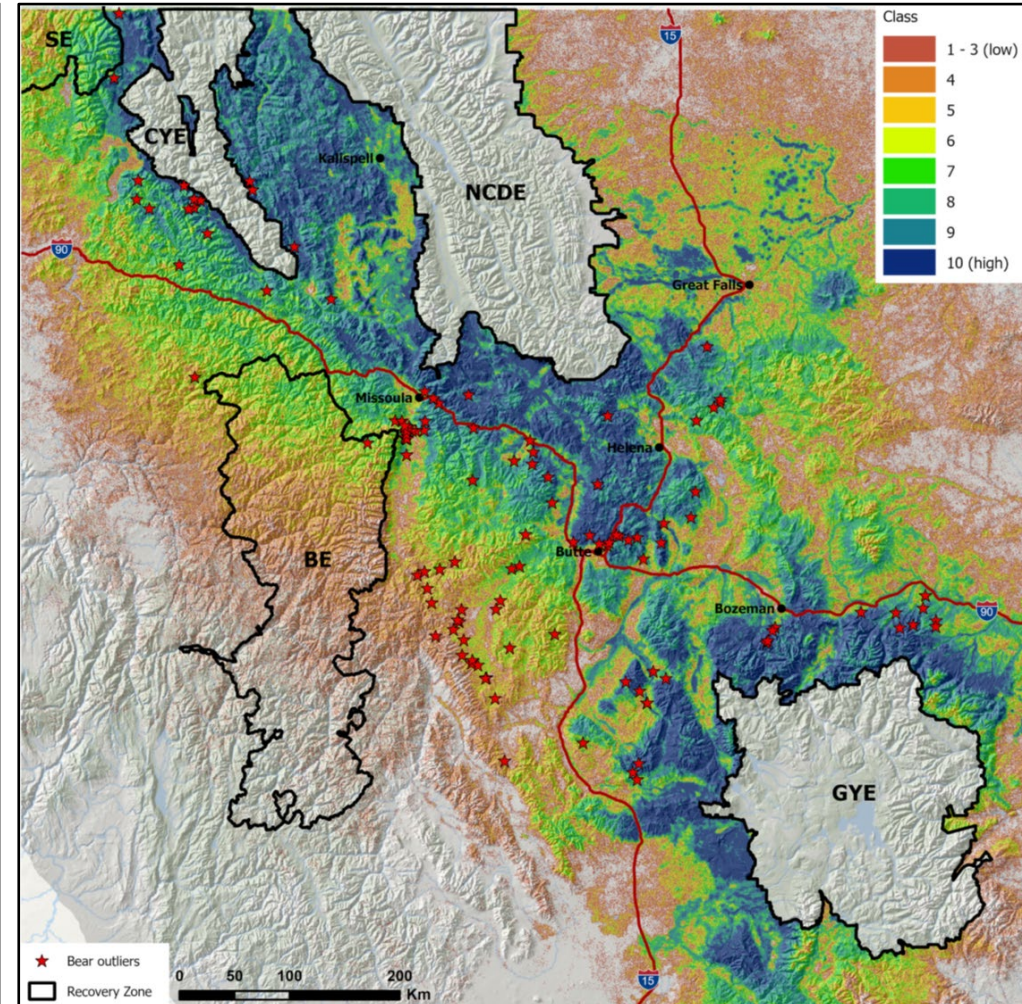 SE
15
Class
1 - 3 (low)
4
5
6
7
8
9
10 (high)
CYE
Kalispell
NCDE
90
Great Falls
Missoula
Helena
BE
Butte
Bozeman
90
GYE
Bear outliers
Recovery Zone
0 50 100 200
Km
15